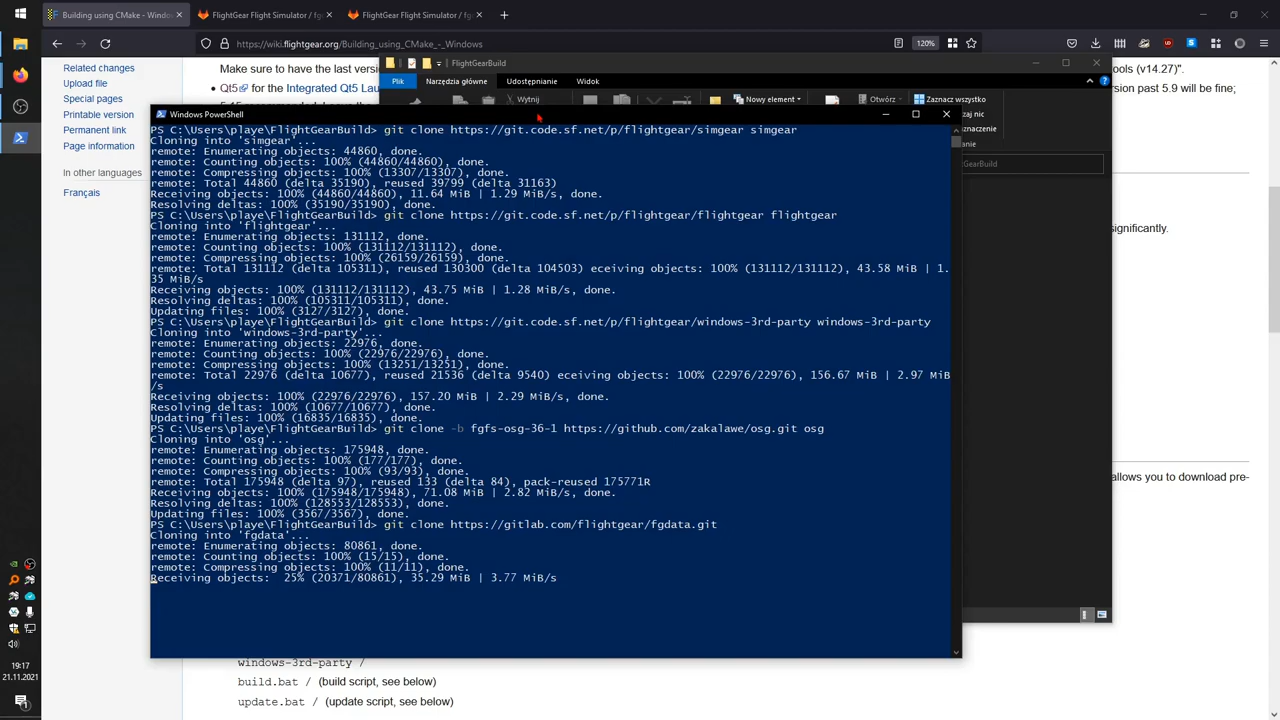 Building using CMake - Windo
FlightGear Flight Simulator / fg
FlightGear Flight Simulator / fg
https://wiki.flightgear.org/Building_using_CMake_-_Windows
120%
Related changes
Upload file
Special pages
Printable version
Permanent link
Page information
In other languages
Français
Make sure to have the last versi
ools (v14.27)".
Qt5 for the Integrated Qt5 Lau
rsion past 5.9 will be fine;
FlightGearBuild
Plik
Narzędzia główne
Udostępnianie
Widok
Wytnij
Nowy element
Otwórz
Zaznacz wszystko
znaczenie
anie
GearBuild
significantly.
allows you to download pre-
Windows PowerShell
PS C:\Users\playe\FlightGearBuild> git clone https://git.code.sf.net/p/flightgear/simgear simgear
Cloning into 'simgear'...
remote: Enumerating objects: 44860, done.
remote: Counting objects: 100% (44860/44860), done.
remote: Compressing objects: 100% (13307/13307), done.
remote: Total 44860 (delta 35190), reused 39799 (delta 31163)
Receiving objects: 100% (44860/44860), 11.64 MiB | 1.29 MiB/s, done.
Resolving deltas: 100% (35190/35190), done.
PS C:\Users\playe\FlightGearBuild> git clone https://git.code.sf.net/p/flightgear/flightgear flightgear
Cloning into 'flightgear'...
remote: Enumerating objects: 131112, done.
remote: Counting objects: 100% (131112/131112), done.
remote: Compressing objects: 100% (26159/26159), done.
remote: Total 131112 (delta 105311), reused 130300 (delta 104503) eceiving objects: 100% (131112/131112), 43.58 MiB | 1.
35 MiB/s
Receiving objects: 100% (131112/131112), 43.75 MiB | 1.28 MiB/s, done.
Resolving deltas: 100% (105311/105311), done.
Updating files: 100% (3127/3127), done.
PS C:\Users\playe\FlightGearBuild> git clone https://git.code.sf.net/p/flightgear/windows-3rd-party windows-3rd-party
Cloning into 'windows-3rd-party'...
remote: Enumerating objects: 22976, done.
remote: Counting objects: 100% (22976/22976), done.
remote: Compressing objects: 100% (13251/13251), done.
remote: Total 22976 (delta 10677), reused 21536 (delta 9540) eceiving objects: 100% (22976/22976), 156.67 MiB | 2.97 MiB
/s
Receiving objects: 100% (22976/22976), 157.20 MiB | 2.29 MiB/s, done.
Resolving deltas: 100% (10677/10677), done.
Updating files: 100% (16835/16835), done.
PS C:\Users\playe\FlightGearBuild> git clone -b fgfs-osg-36-1 https://github.com/zakalawe/osg.git osg
Cloning into 'osg'...
remote: Enumerating objects: 175948, done.
remote: Counting objects: 100% (177/177), done.
remote: Compressing objects: 100% (93/93), done.
remote: Total 175948 (delta 97), reused 133 (delta 84), pack-reused 175771R
Receiving objects: 100% (175948/175948), 71.08 MiB | 2.82 MiB/s, done.
Resolving deltas: 100% (128553/128553), done.
Updating files: 100% (3567/3567), done.
PS C:\Users\playe\FlightGearBuild> git clone https://gitlab.com/flightgear/fgdata.git
Cloning into 'fgdata'...
remote: Enumerating objects: 80861, done.
remote: Counting objects: 100% (15/15), done.
remote: Compressing objects: 100% (11/11), done.
Receiving objects: 25% (20371/80861), 35.29 MiB | 3.77 MiB/s
windows-3rd-party /
build.bat / (build script, see below)
update.bat / (update script, see below)
19:17
21.11.2021